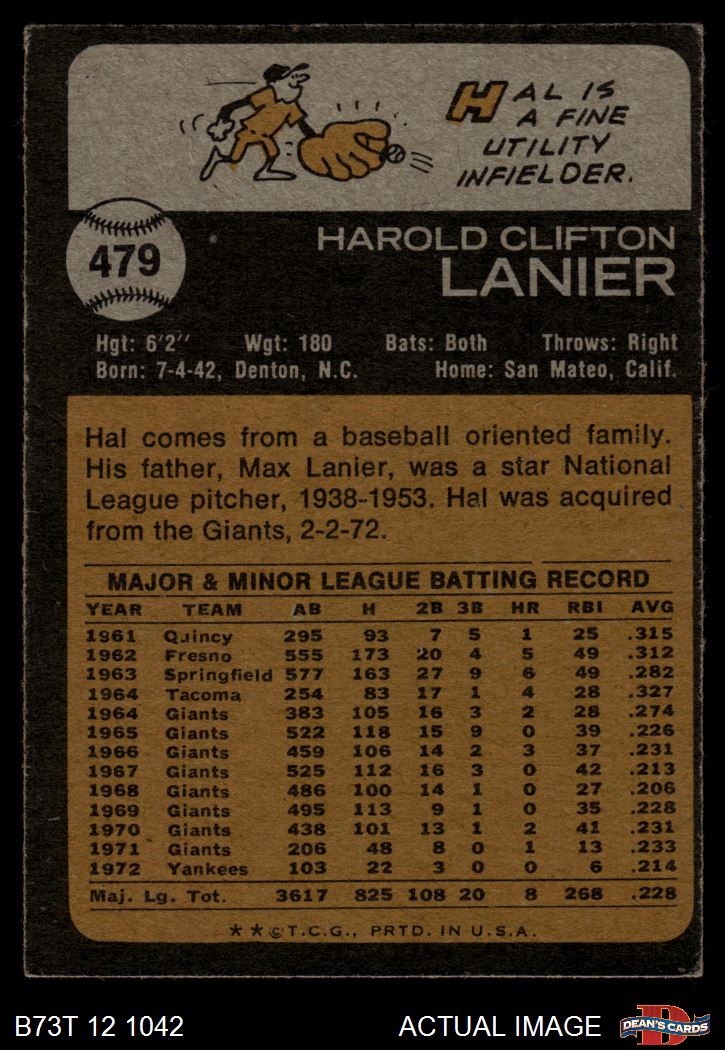 HAL IS
A FINE
UTILITY
INFIELDER.
479
HAROLD CLIFTON
LANIER
Hgt: 6'2" Wgt: 180 Bats: Both Throws: Right
Born: 7-4-42, Denton, N.C. Home: San Mateo, Calif.
Hal comes from a baseball oriented family.
His father, Max Lanier, was a star National
League pitcher, 1938-1953. Hal was acquired
from the Giants, 2-2-72.
MAJOR & MINOR LEAGUE BATTING RECORD
YEAR TEAM AB H 2B 3B HR RBI AVG
1961 Quincy 295 93 7 5 1 25 .315
1962 Fresno 555 173 20 4 5 49 .312
1963 Springfield 577 163 27 9 6 49 .282
1964 Tacoma 254 83 17 1 4 28 .327
1964 Giants 383 105 16 3 2 28 .274
1965 Giants 522 118 15 9 0 39 .226
1966 Giants 459 106 14 2 3 37 .231
1967 Giants 525 112 16 3 0 42 .213
1968 Giants 486 100 14 1 0 27 .206
1969 Giants 495 113 9 1 0 35 .228
1970 Giants 438 101 13 1 2 41 .231
1971 Giants 206 48 8 0 1 13 .233
1972 Yankees 103 22 3 0 0 6 .214
Maj. Lg. Tot. 3617 825 108 20 8 268 .228
**©T.C.G., PRTD. IN U.S.A.
B73T 12 1042 ACTUAL IMAGE D DEAN'S CARDS